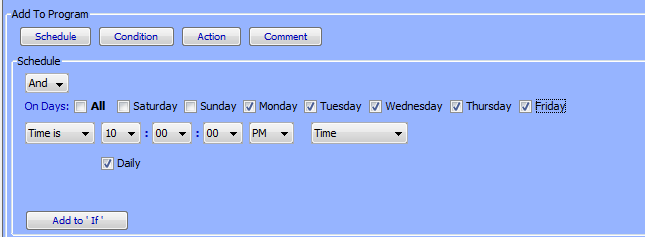 Add To Program
Schedule Condition Action Comment
Schedule
And
On Days: All Saturday Sunday Monday Tuesday Wednesday Thursday Friday
Time is 10 : 00 : 00 PM Time
Daily
Add to ' If '